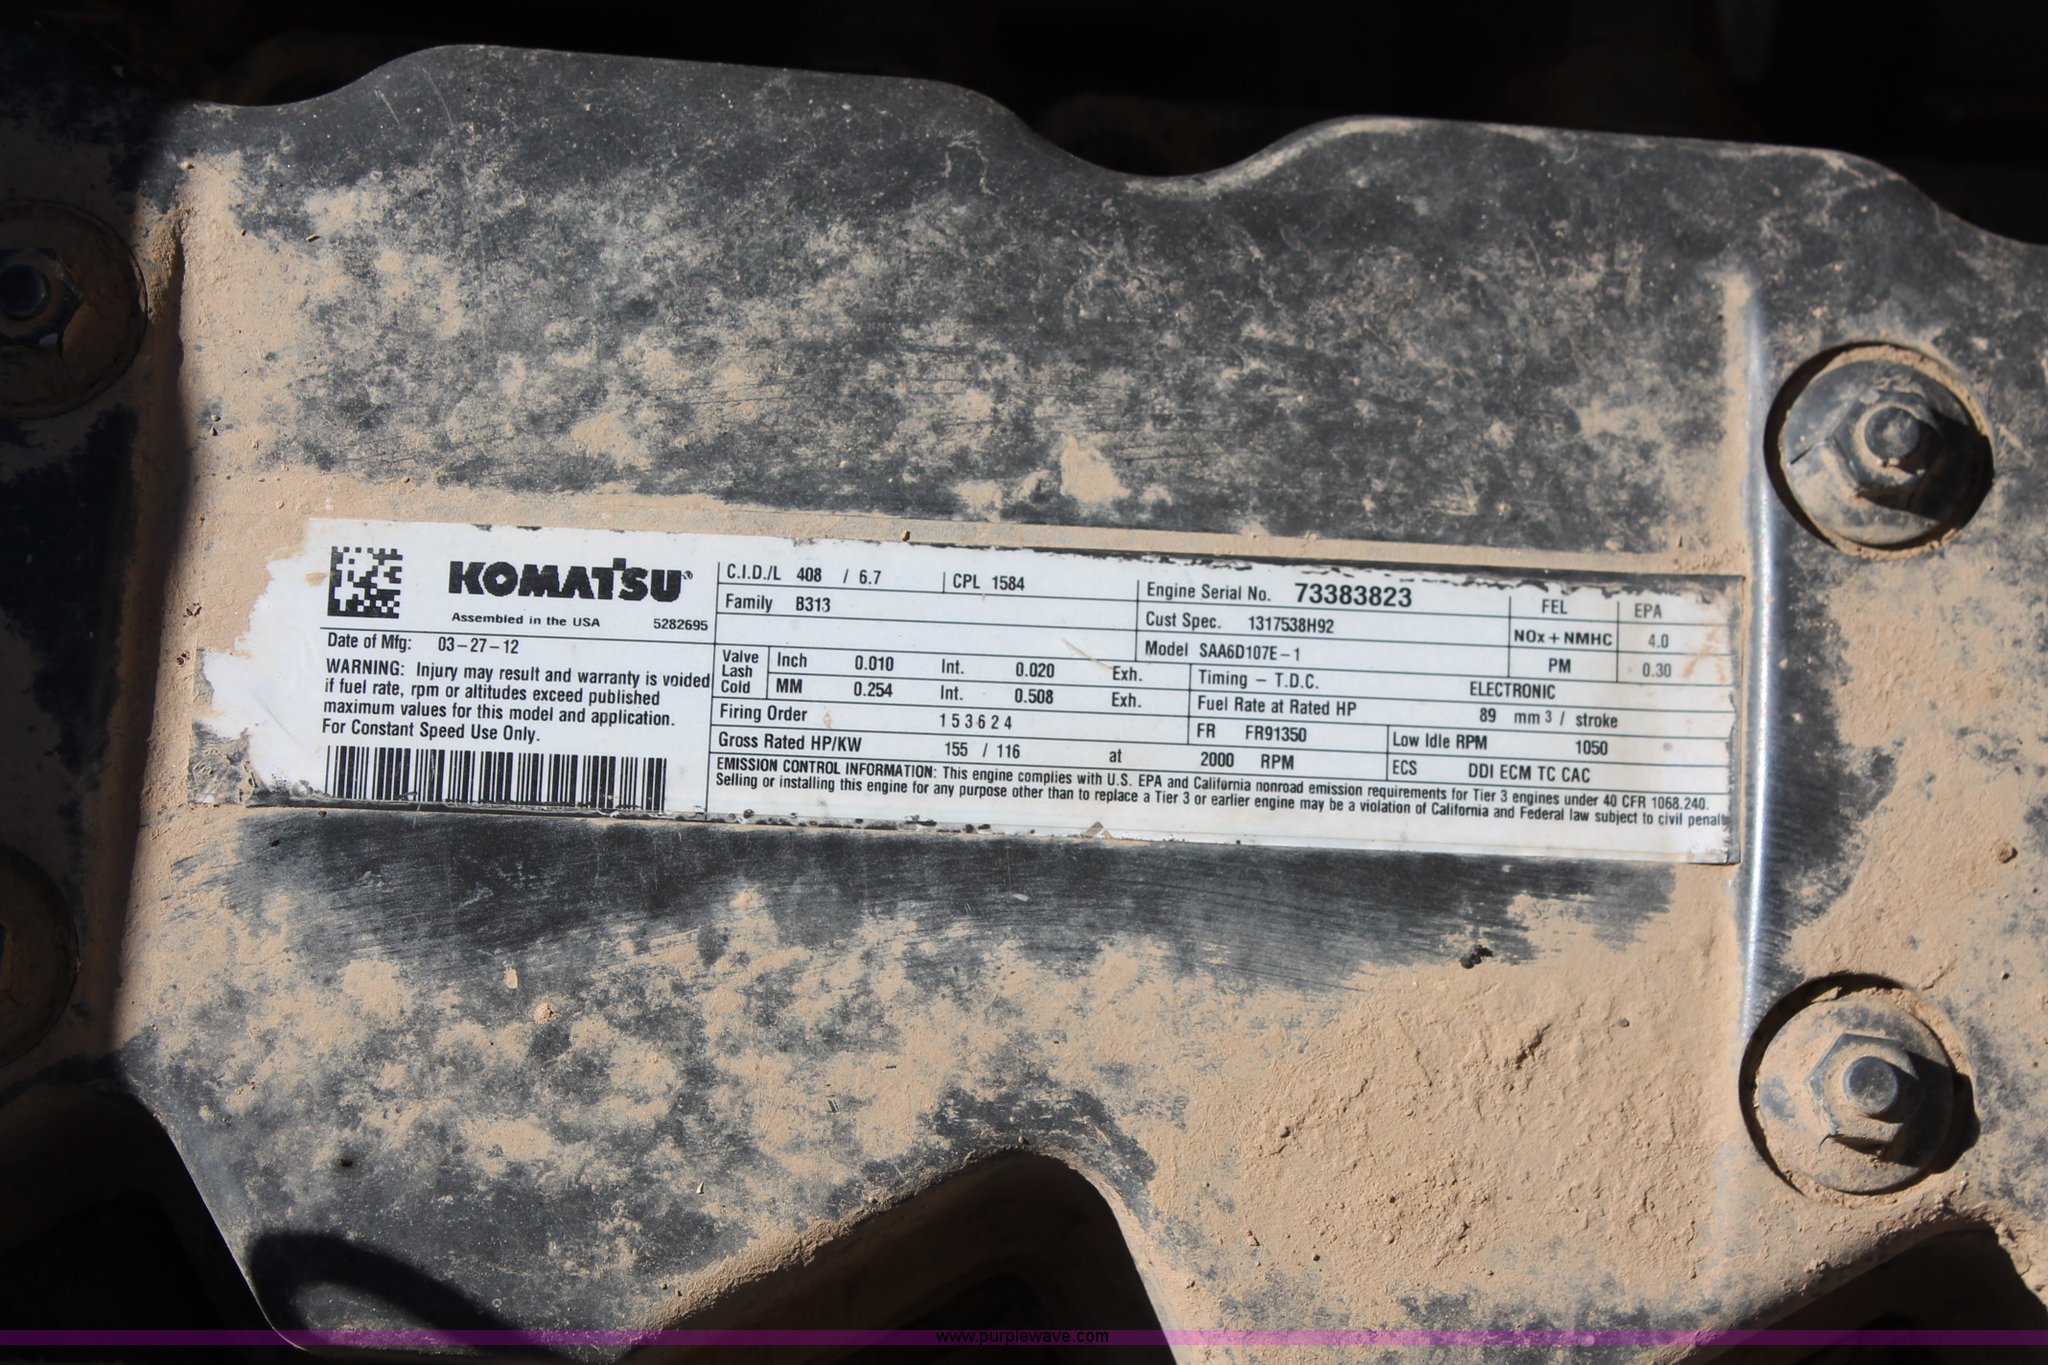 KOMATSU
Assembled in the USA 5282695
Date of Mfg: 03-27-12
WARNING: Injury may result and warranty is voided
if fuel rate, rpm or altitudes exceed published
maximum values for this model and application.
For Constant Speed Use Only.
C.I.D./L 408 / 6.7 CPL 1584
Family B313
Engine Serial No. 73383823
Cust Spec. 1317538H92
Model SAA6D107E-1
FEL EPA
NOx + NMHC 4.0
PM 0.30
Valve Lash Cold
Inch 0.010 Int. 0.020 Exh.
MM 0.254 Int. 0.508 Exh.
Timing - T.D.C. ELECTRONIC
Fuel Rate at Rated HP 89 mm3 / stroke
Firing Order 1 5 3 6 2 4
FR FR91350
Low Idle RPM 1050
Gross Rated HP/KW 155 / 116 at 2000 RPM
ECS DDI ECM TC CAC
EMISSION CONTROL INFORMATION: This engine complies with U.S. EPA and California nonroad emission requirements for Tier 3 engines under 40 CFR 1068.240.
Selling or installing this engine for any purpose other than to replace a Tier 3 or earlier engine may be a violation of California and Federal law subject to civil penalt
www.purplewave.com